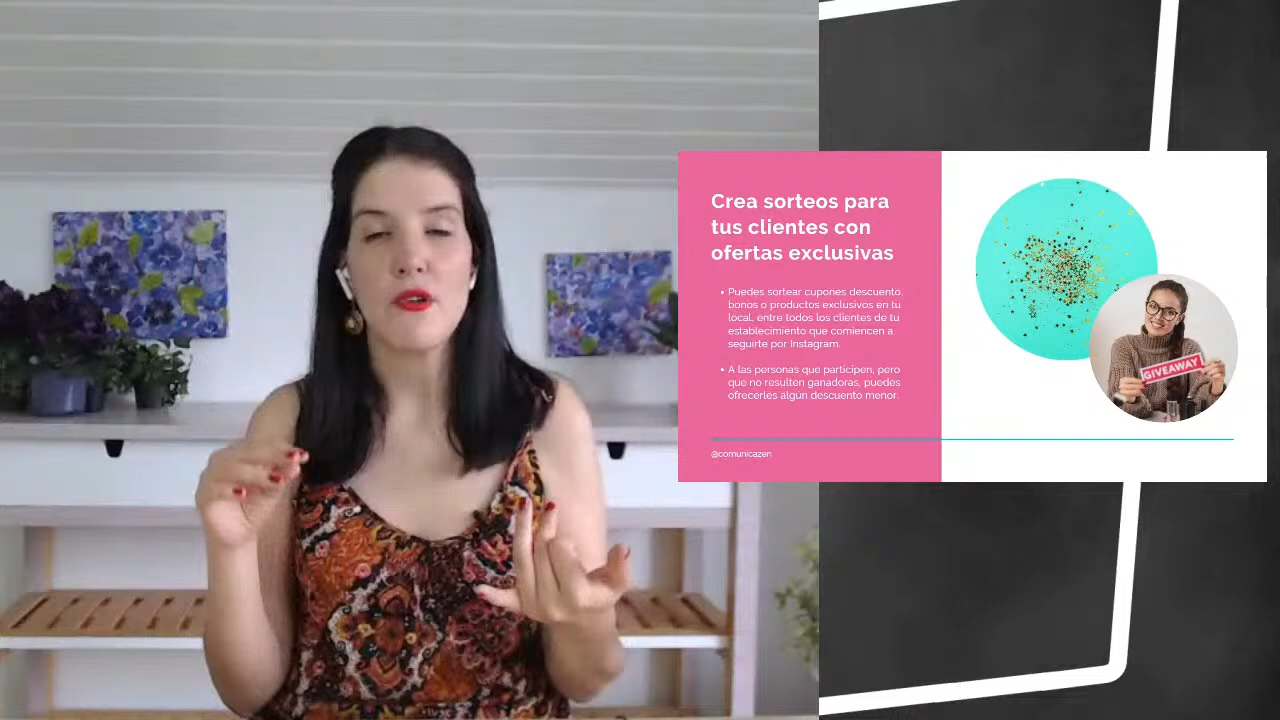 Crea sorteos para
tus clientes con
ofertas exclusivas
• Puedes sortear cupones descuento,
bonos o productos exclusivos en tu
local, entre todos los clientes de tu
establecimiento que comiencen a
seguirte por Instagram.
• A las personas que participen, pero
que no resulten ganadoras, puedes
ofrecerles algún descuento menor.
@comunicazen
GIVEAWAY